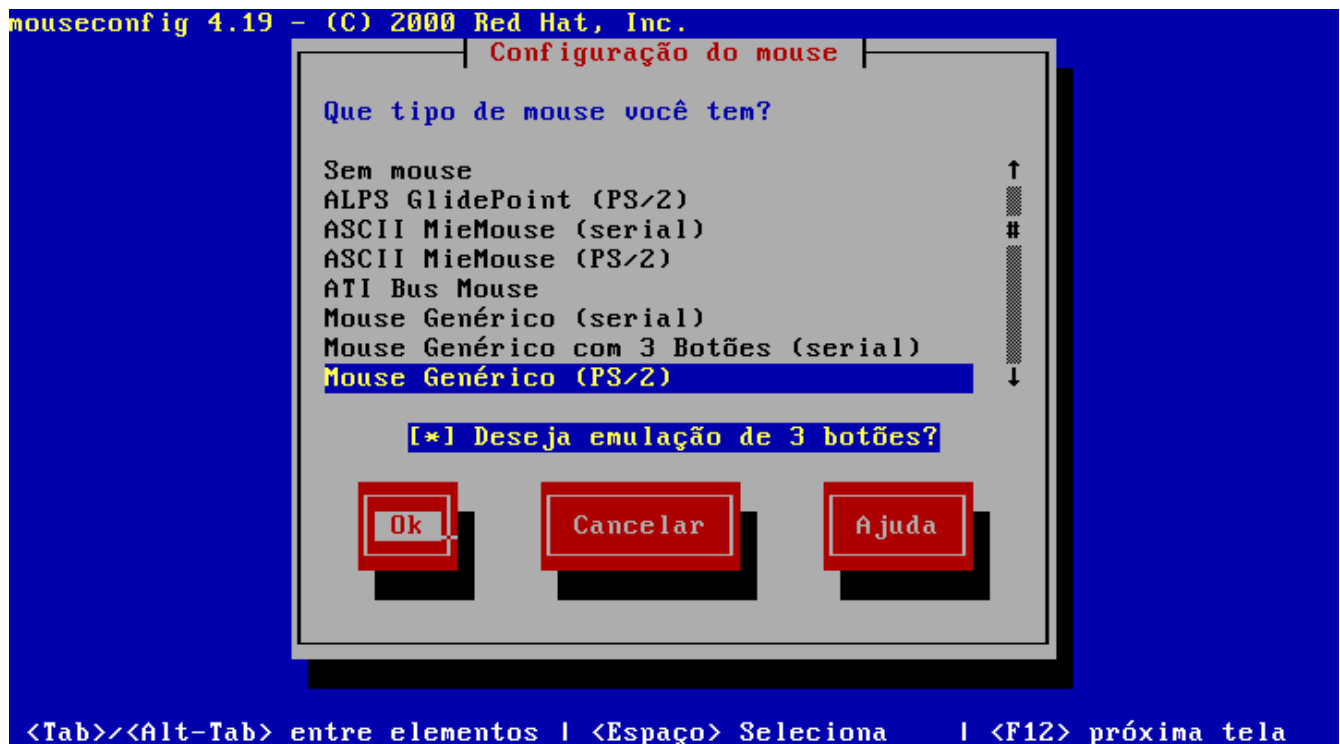 mouseconfig 4.19 - (C) 2000 Red Hat, Inc.
Configuração do mouse
Que tipo de mouse você tem?
Sem mouse
ALPS GlidePoint (PS/2)
ASCII MieMouse (serial)
ASCII MieMouse (PS/2)
ATI Bus Mouse
Mouse Genérico (serial)
Mouse Genérico com 3 Botões (serial)
Mouse Genérico (PS/2)
[*] Deseja emulação de 3 botões?
Ok Cancelar Ajuda
<Tab>/<Alt-Tab> entre elementos | <Espaço> Seleciona | <F12> próxima tela